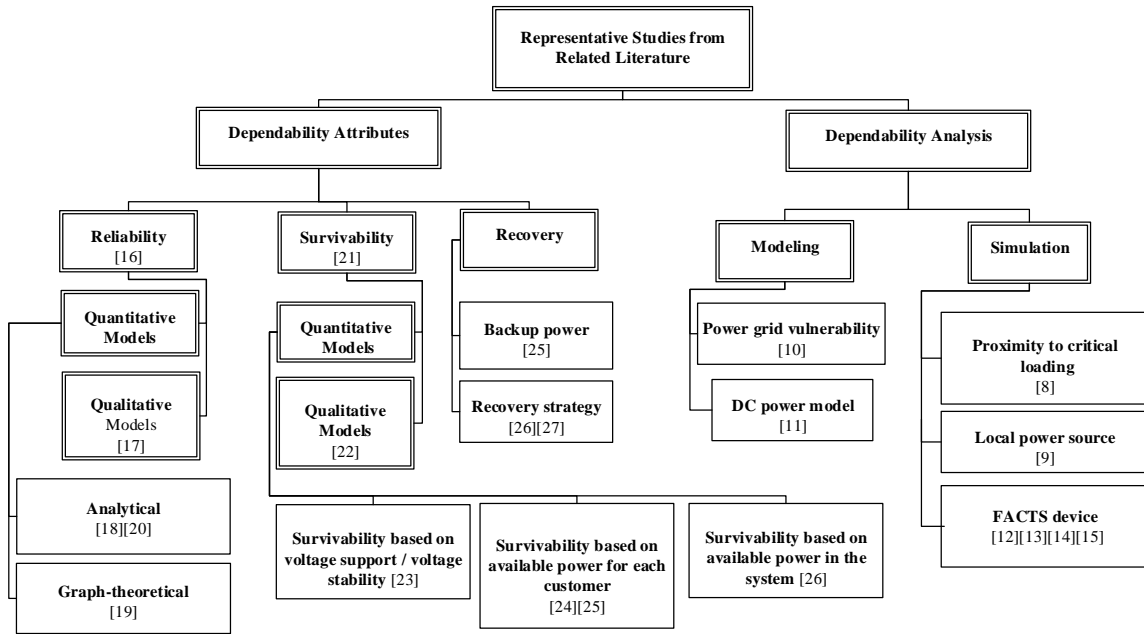 Representative Studies from
Related Literature
Dependability Attributes
Dependability Analysis
Reliability
[16]
Survivability
[21]
Recovery
Modeling
Simulation
Quantitative
Models
Qualitative
Models
[17]
Analytical
[18][20]
Graph-theoretical
[19]
Quantitative
Models
Qualitative
Models
[22]
Survivability based on
voltage support / voltage
stability [23]
Survivability based on
available power for each
customer
[24][25]
Survivability based on
available power in the
system [26]
Backup power
[25]
Recovery strategy
[26][27]
Power grid vulnerability
[10]
DC power model
[11]
Proximity to critical
loading
[8]
Local power source
[9]
FACTS device
[12][13][14][15]